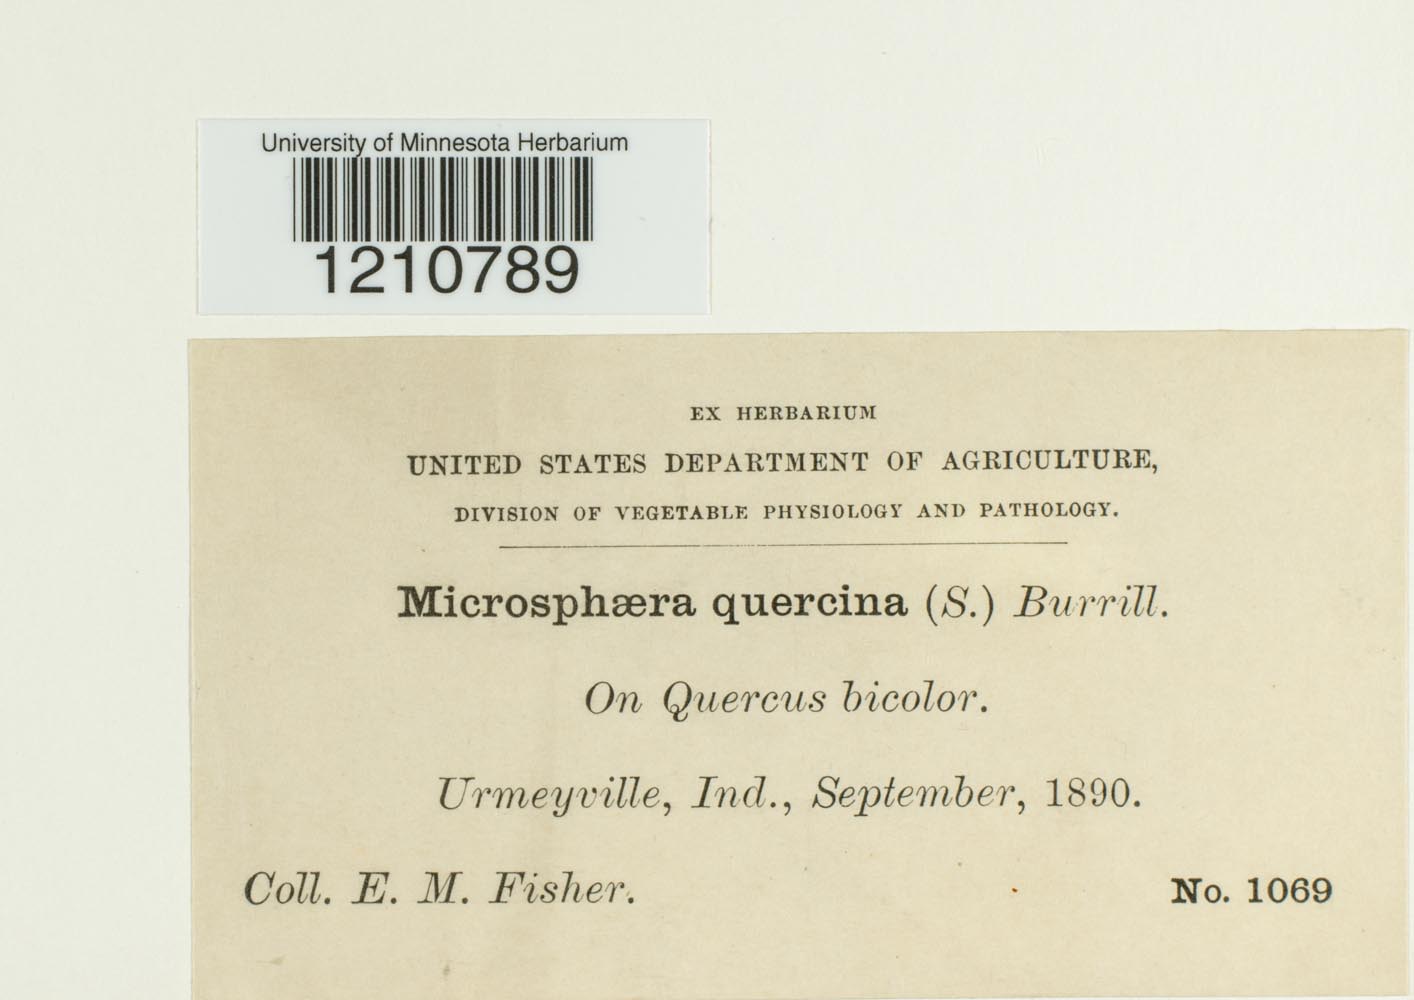 University of Minnesota Herbarium
1210789
EX HERBARIUM
UNITED STATES DEPARTMENT OF AGRICULTURE,
DIVISION OF VEGETABLE PHYSIOLOGY AND PATHOLOGY.
Microsphæra quercina (S.) Burrill.
On Quercus bicolor.
Urmeyville, Ind., September, 1890.
Coll. E. M. Fisher. No. 1069